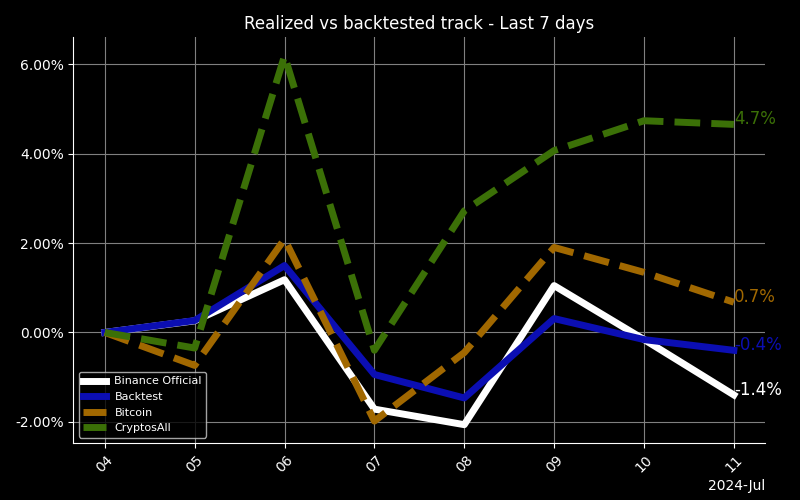 Realized vs backtested track - Last 7 days
6.00%
4.00%
2.00%
0.00%
-2.00%
4.7%
0.7%
-0.4%
-1.4%
Binance Official
Backtest
Bitcoin
CryptosAll
04 05 06 07 08 09 10 11
2024-Jul